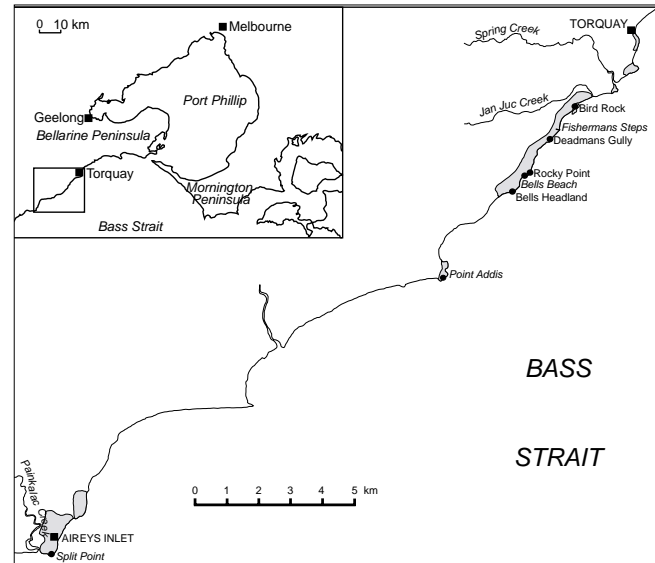 0 10 km
Melbourne
Port Phillip
Geelong
Bellarine Peninsula
Torquay
Mornington
Peninsula
Bass Strait
TORQUAY
Spring Creek
Jan Juc Creek
Bird Rock
Fishermans Steps
Deadmans Gully
Rocky Point
Bells Beach
Bells Headland
Point Addis
BASS
STRAIT
0 1 2 3 4 5 km
Painkalac
Creek
AIREYS INLET
Split Point